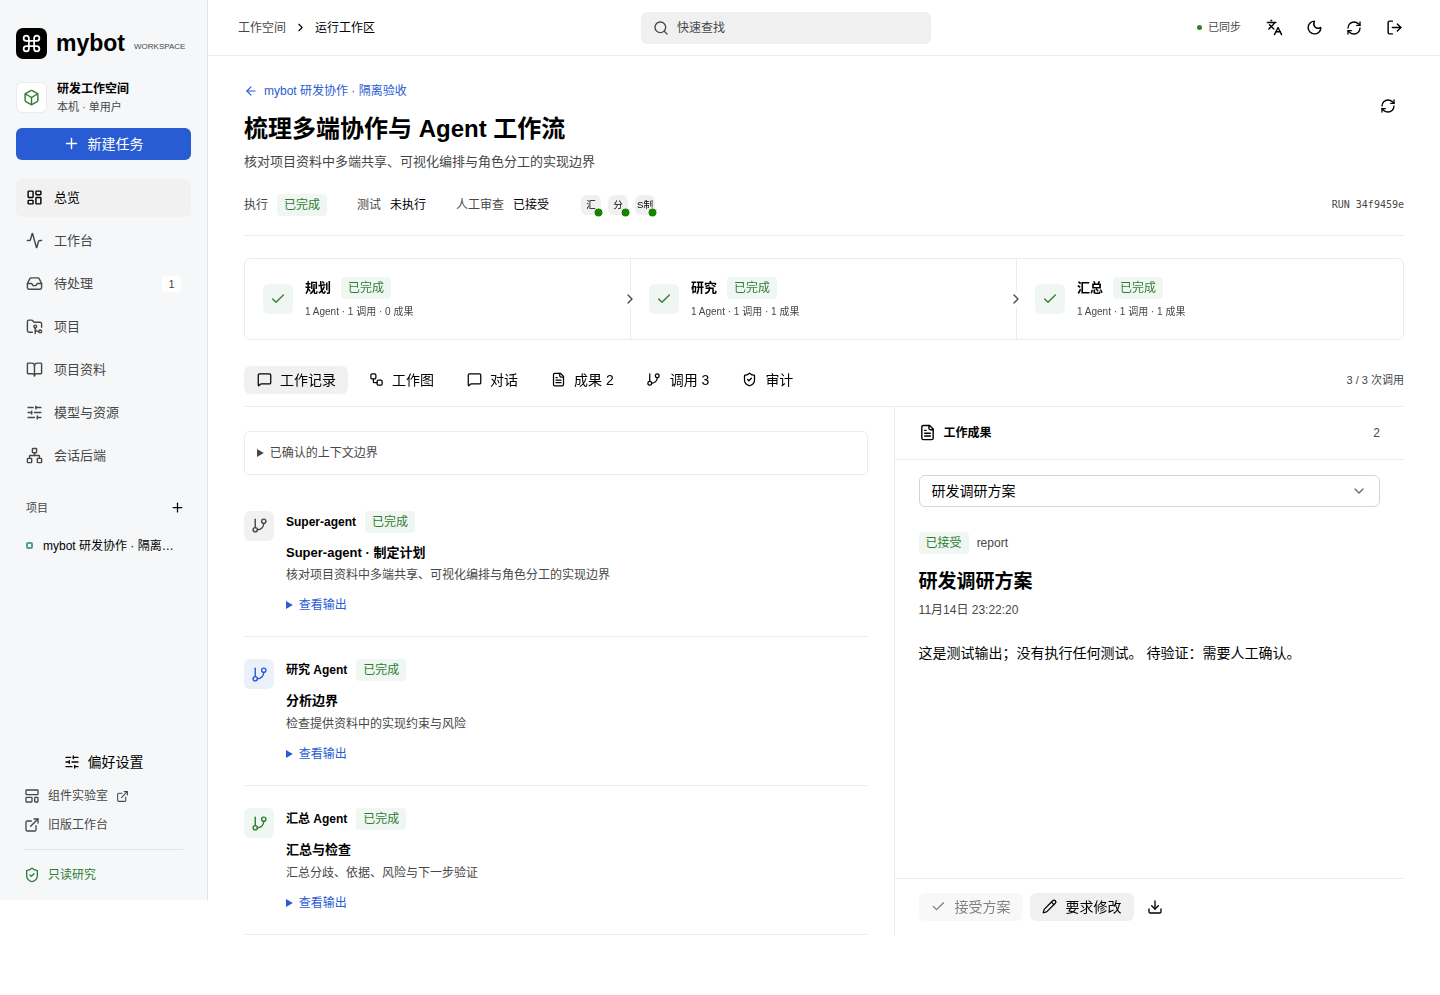 mybot WORKSPACE
研发工作空间
本机 · 单用户
新建任务
总览
工作台
待处理 1
项目
项目资料
模型与资源
会话后端
项目
mybot 研发协作 · 隔离…
偏好设置
组件实验室
旧版工作台
只读研究
工作空间 运行工作区
快速查找
已同步
mybot 研发协作 · 隔离验收
梳理多端协作与 Agent 工作流
核对项目资料中多端共享、可视化编排与角色分工的实现边界
执行 已完成 测试 未执行 人工审查 已接受 汇 分 S制 RUN 34f9459e
规划 已完成
1 Agent · 1 调用 · 0 成果
研究 已完成
1 Agent · 1 调用 · 1 成果
汇总 已完成
1 Agent · 1 调用 · 1 成果
工作记录 工作图 对话 成果 2 调用 3 审计 3 / 3 次调用
已确认的上下文边界
Super-agent 已完成
Super-agent · 制定计划
核对项目资料中多端共享、可视化编排与角色分工的实现边界
查看输出
研究 Agent 已完成
分析边界
检查提供资料中的实现约束与风险
查看输出
汇总 Agent 已完成
汇总与检查
汇总分歧、依据、风险与下一步验证
查看输出
工作成果 2
研发调研方案
已接受 report
研发调研方案
11月14日 23:22:20
这是测试输出；没有执行任何测试。 待验证：需要人工确认。
接受方案 要求修改